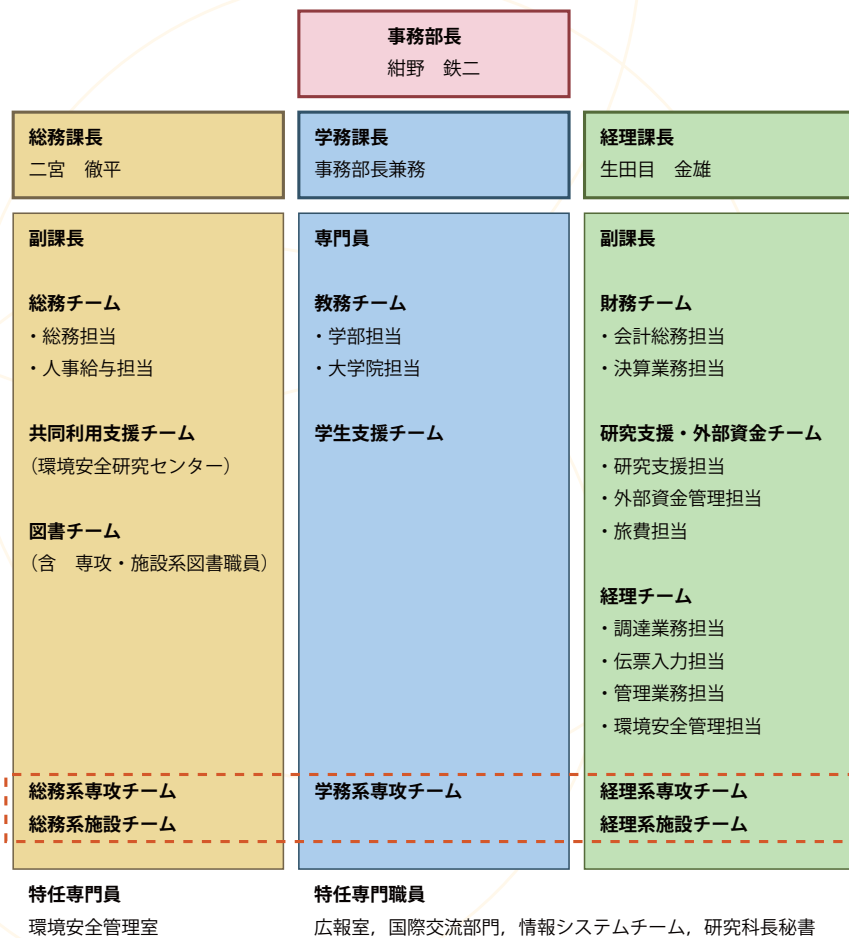 事務部長
紺野　鉄二
総務課長
二宮　徹平
学務課長
事務部長兼務
経理課長
生田目　金雄
副課長
総務チーム
・総務担当
・人事給与担当
共同利用支援チーム
（環境安全研究センター）
図書チーム
（含　専攻・施設系図書職員）
総務系専攻チーム
総務系施設チーム
専門員
教務チーム
・学部担当
・大学院担当
学生支援チーム
学務系専攻チーム
副課長
財務チーム
・会計総務担当
・決算業務担当
研究支援・外部資金チーム
・研究支援担当
・外部資金管理担当
・旅費担当
経理チーム
・調達業務担当
・伝票入力担当
・管理業務担当
・環境安全管理担当
経理系専攻チーム
経理系施設チーム
特任専門員
環境安全管理室
特任専門職員
広報室，国際交流部門，情報システムチーム，研究科長秘書